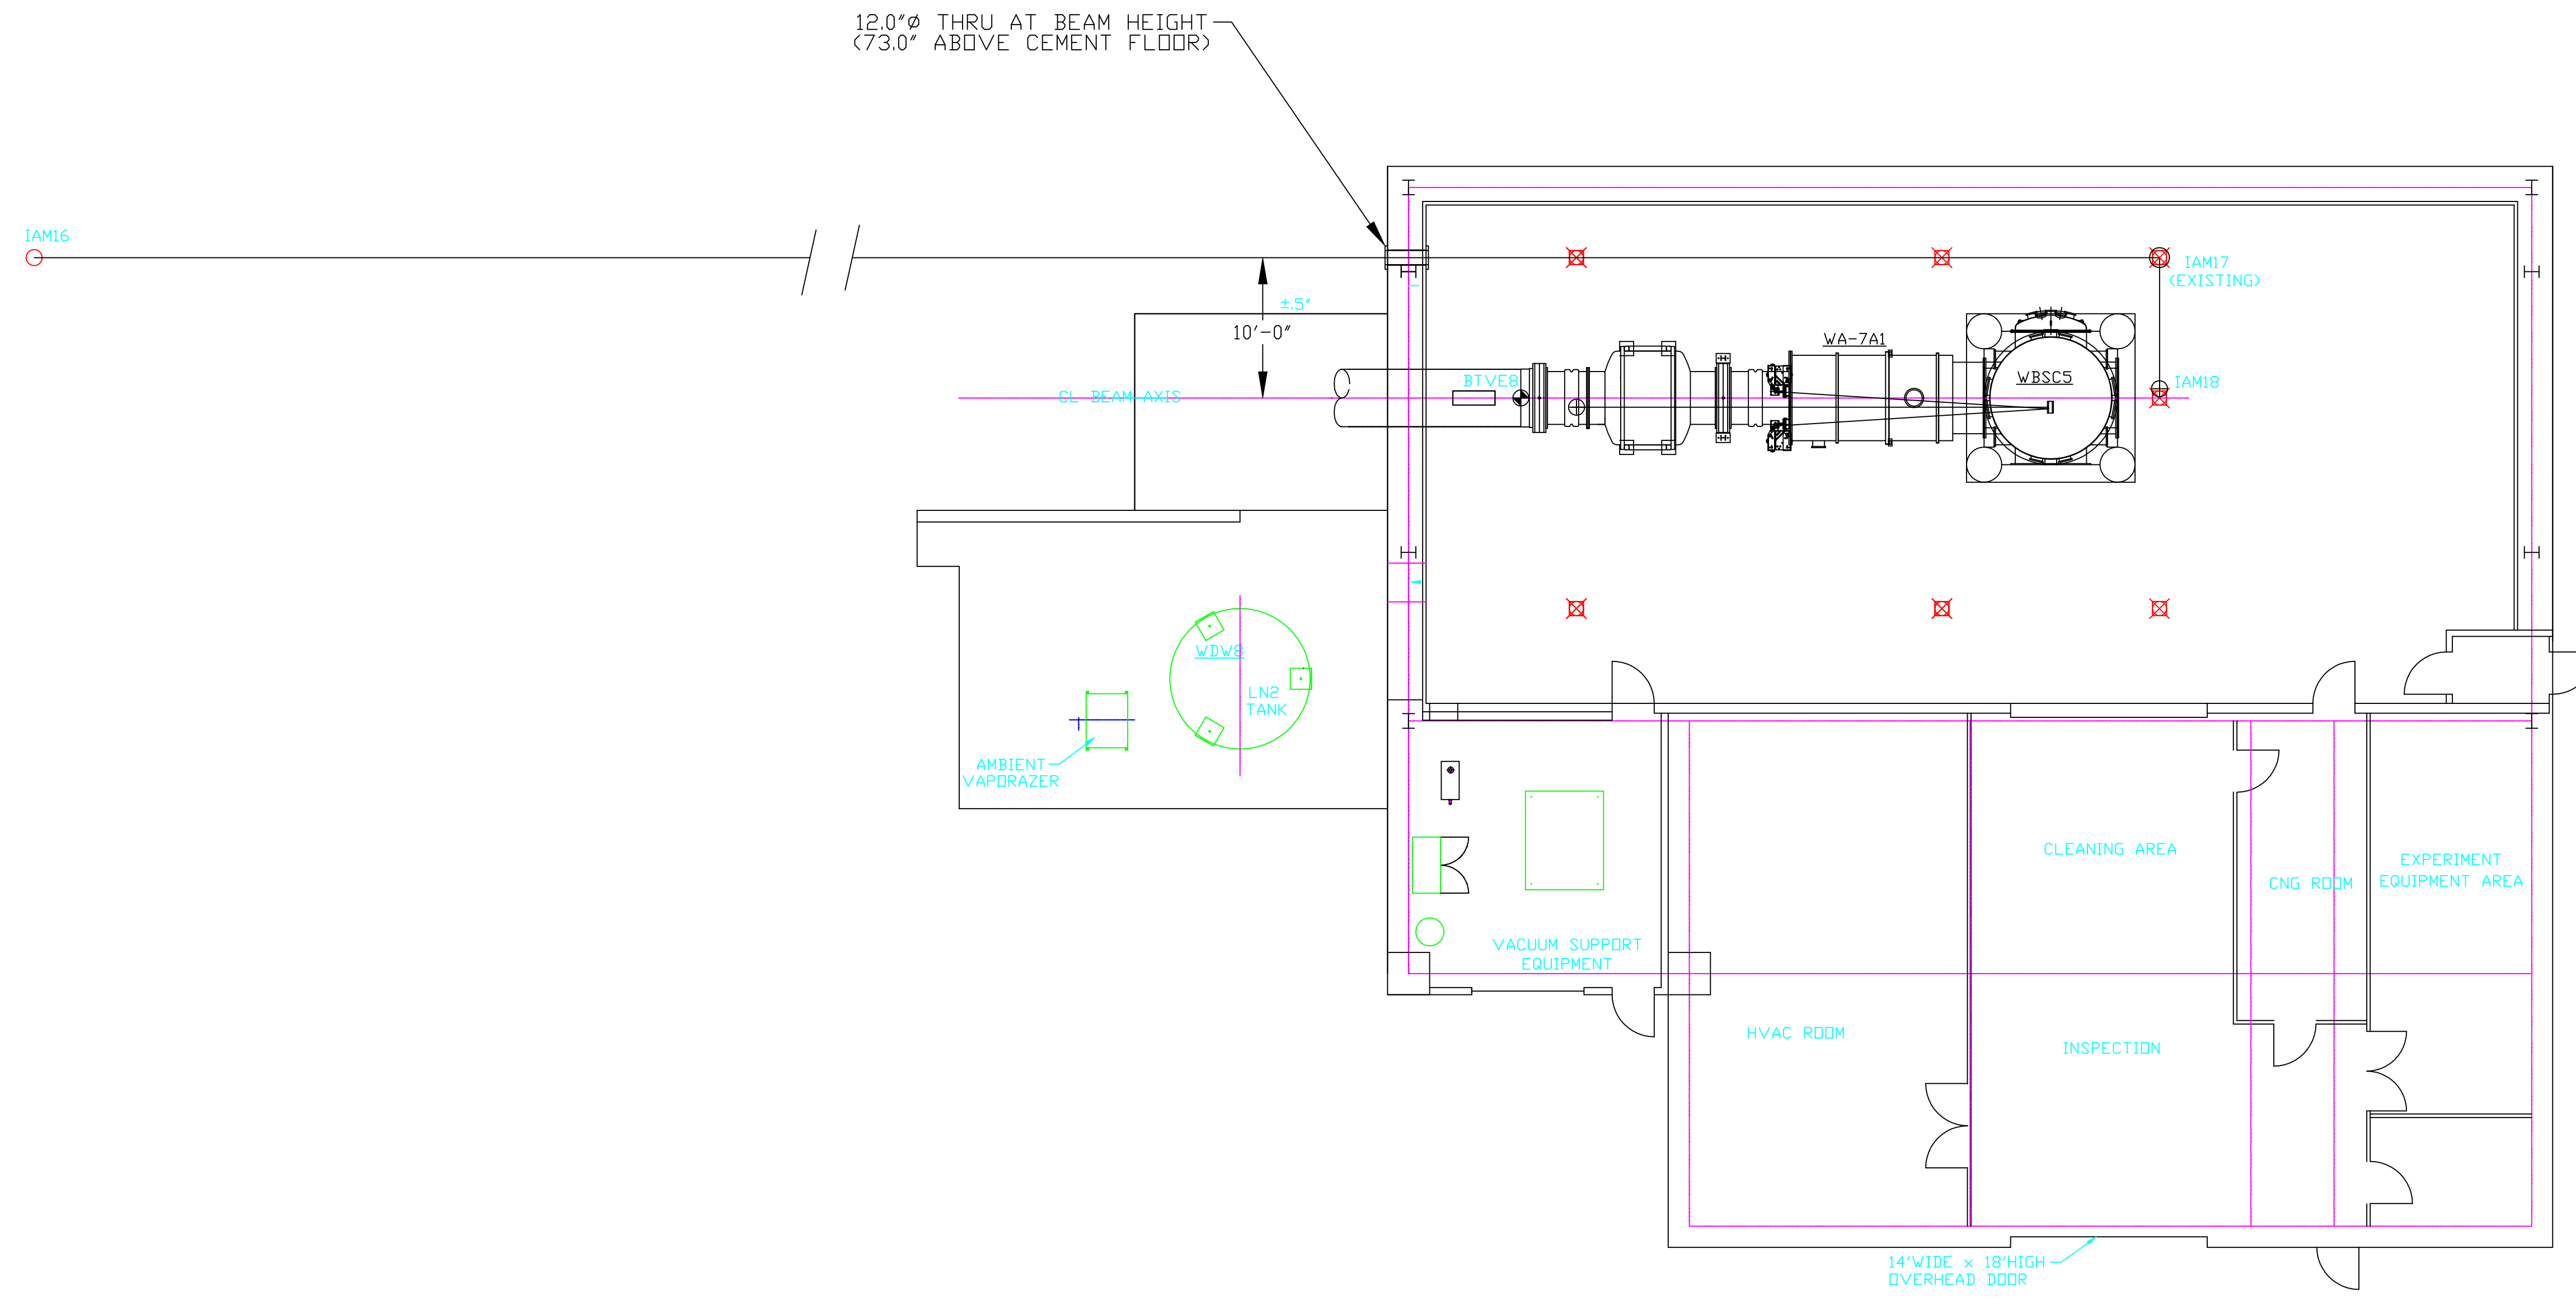 12.0"ø THRU AT BEAM HEIGHT
(73.0" ABOVE CEMENT FLOOR)
IAM16
IAM17
(EXISTING)
±.5"
10'-0"
WA-7A1
BTVE8
WBSC5
IAM18
CL BEAM AXIS
WDW8
LN2
TANK
AMBIENT
VAPORAZER
CLEANING AREA
EXPERIMENT
EQUIPMENT AREA
CNG ROOM
VACUUM SUPPORT
EQUIPMENT
HVAC ROOM
INSPECTION
14'WIDE x 18'HIGH
OVERHEAD DOOR